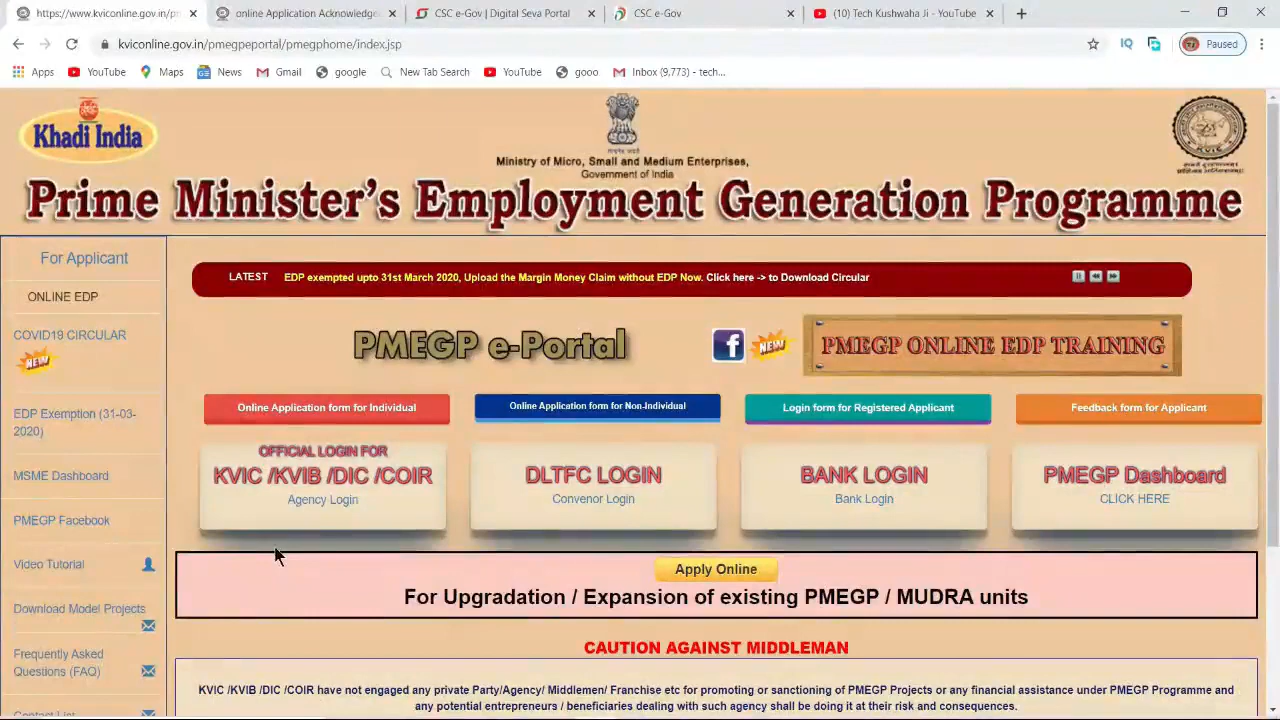 https://www.kviconline.gov.in/p
online Application Acknowledge
CSC e-Gov | Digital Seva Portal
CSC e-Gov
(10) Tech Kushwaha Ji - YouTube
kviconline.gov.in/pmegpeportal/pmegphome/index.jsp
IQ
Paused
Apps
YouTube
Maps
News
Gmail
google
New Tab Search
YouTube
gooo
Inbox (9,773) - tech...
Khadi India
Ministry of Micro, Small and Medium Enterprises,
Government of India
Prime Minister's Employment Generation Programme
For Applicant
ONLINE EDP
COVID19 CIRCULAR
NEW
EDP Exemption (31-03-
2020)
MSME Dashboard
PMEGP Facebook
Video Tutorial
Download Model Projects
Frequently Asked
Questions (FAQ)
Contact List
LATEST
EDP exempted upto 31st March 2020, Upload the Margin Money Claim without EDP Now. Click here -> to Download Circular
PMEGP e-Portal
f
NEW
PMEGP ONLINE EDP TRAINING
Online Application form for Individual
Online Application form for Non-Individual
Login form for Registered Applicant
Feedback form for Applicant
OFFICIAL LOGIN FOR
KVIC /KVIB /DIC /COIR
Agency Login
DLTFC LOGIN
Convenor Login
BANK LOGIN
Bank Login
PMEGP Dashboard
CLICK HERE
Apply Online
For Upgradation / Expansion of existing PMEGP / MUDRA units
CAUTION AGAINST MIDDLEMAN
KVIC /KVIB /DIC /COIR have not engaged any private Party/Agency/ Middlemen/ Franchise etc for promoting or sanctioning of PMEGP Projects or any financial assistance under PMEGP Programme and
any potential entrepreneurs / beneficiaries dealing with such agency shall be doing it at their risk and consequences.